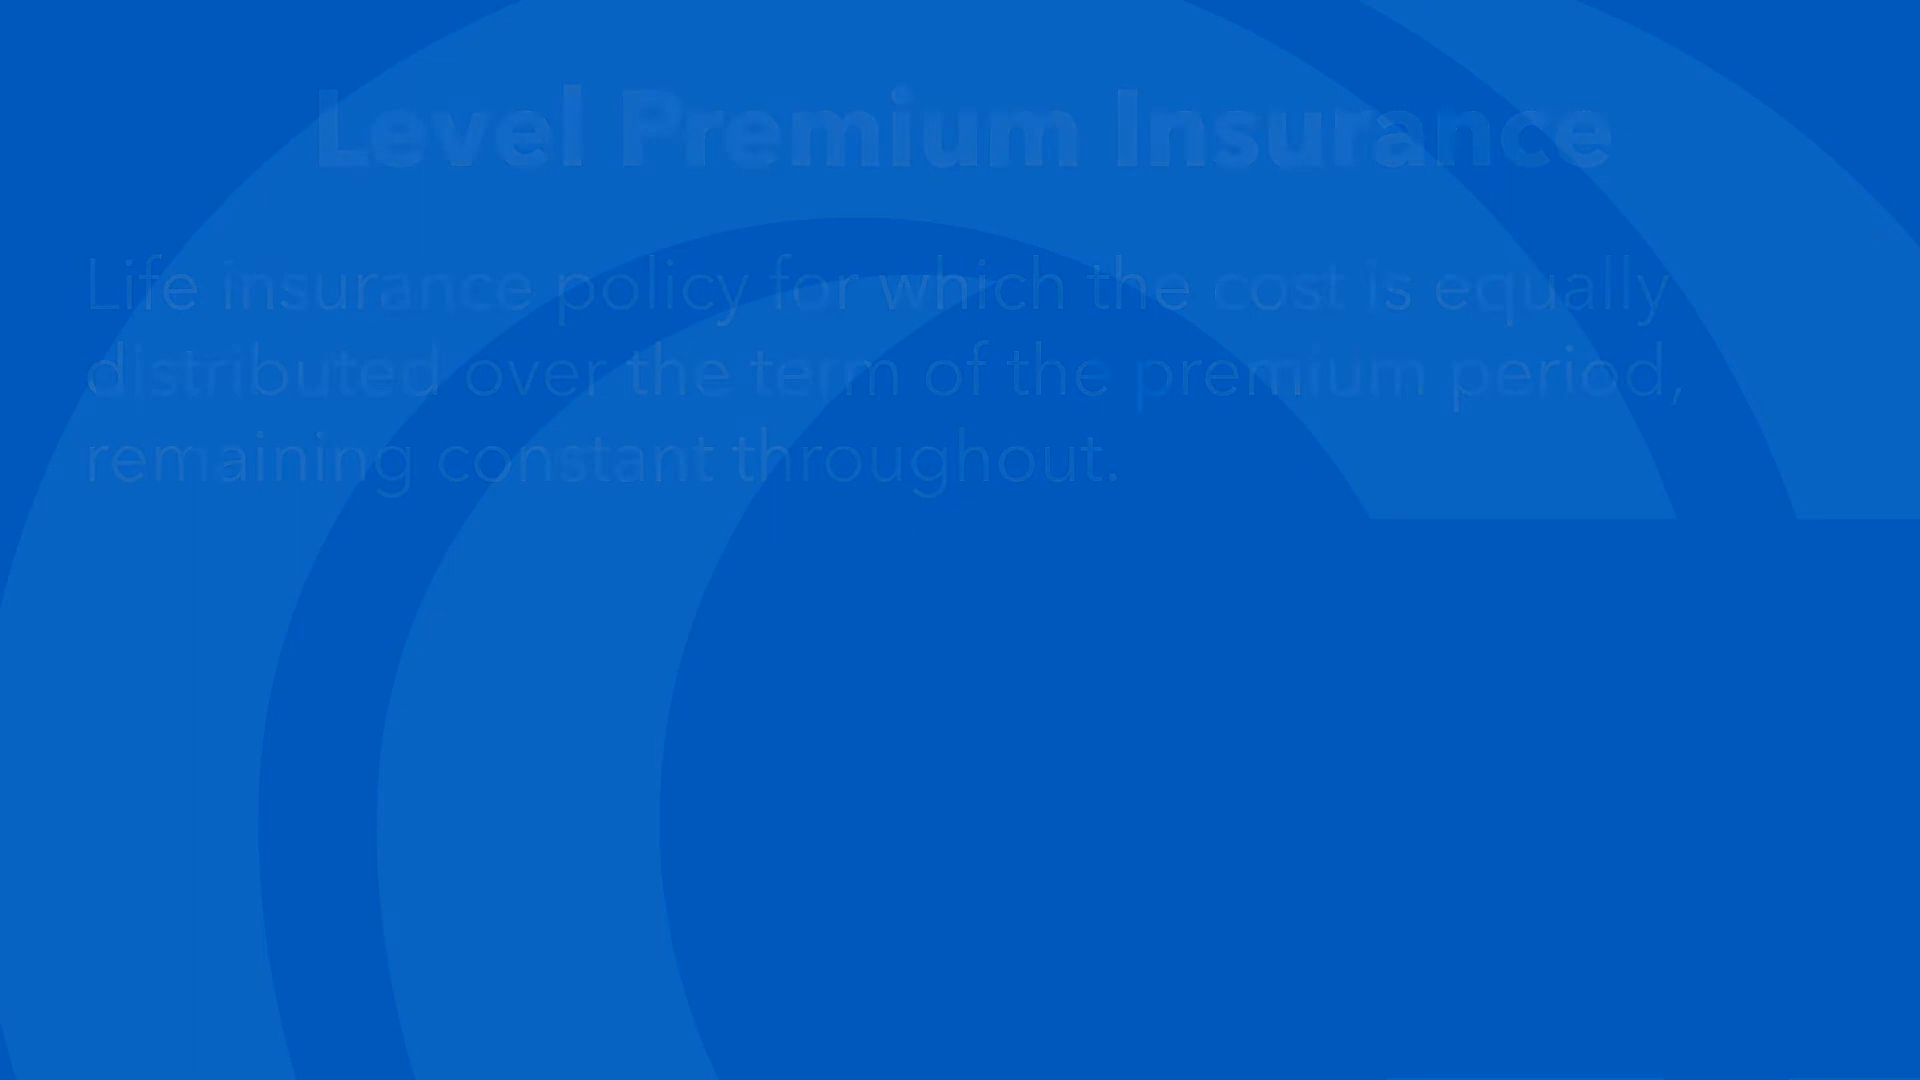 Level Premium Insurance
Life insurance policy for which the cost is equally
distributed over the term of the premium period,
remaining constant throughout.